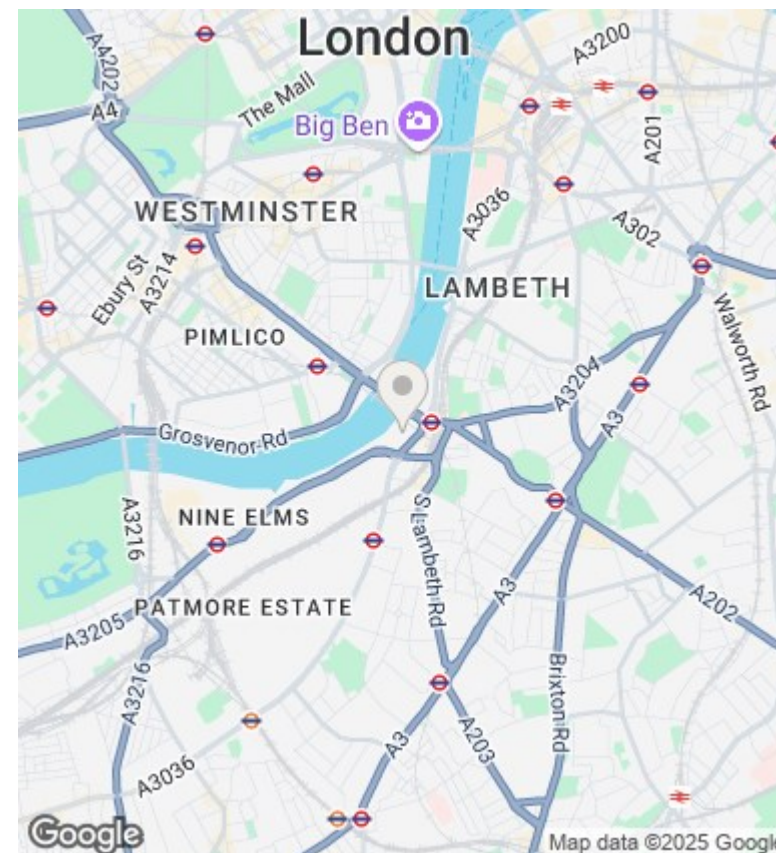 London
A3200
A4202
The Mall
A4
Big Ben
A201
WESTMINSTER
A3036
A302
Ebury St
A3214
LAMBETH
PIMLICO
Walworth Rd
A3204
Grosvenor Rd
A3
A3216
NINE ELMS
S Lambeth Rd
A3
PATMORE ESTATE
A202
A3205
A3216
Brixton Rd
A203
A3
A3036
Google
Map data ©2025 Google